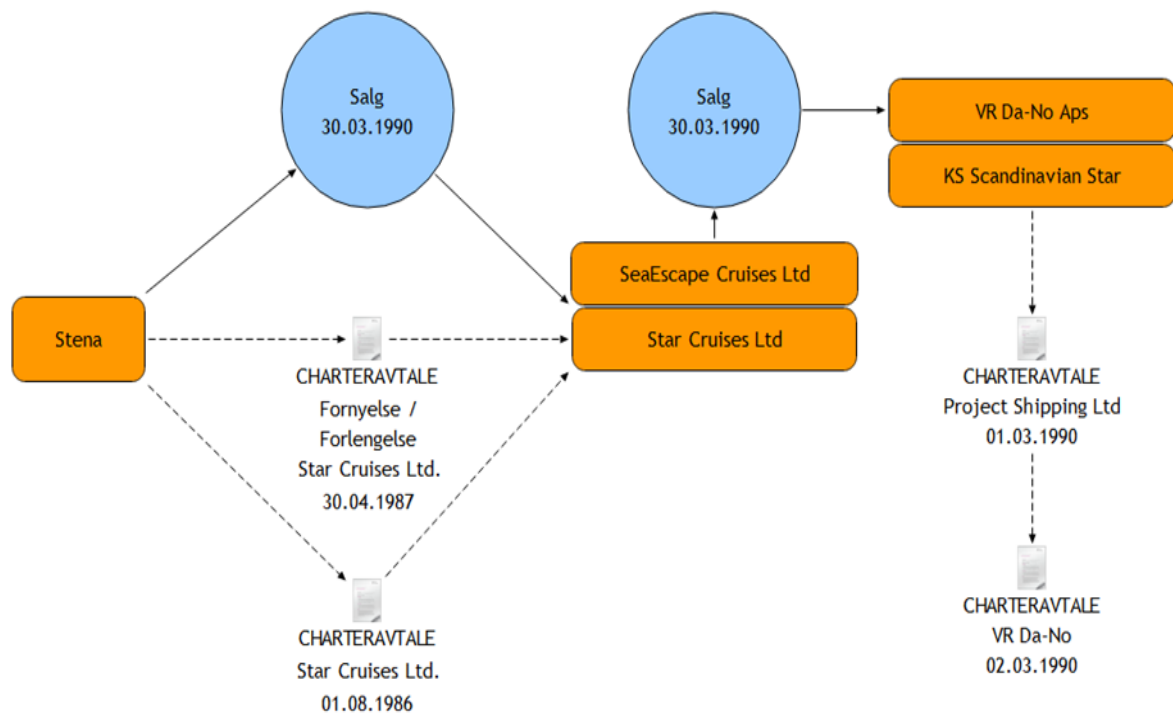 Salg
30.03.1990
Salg
30.03.1990
VR Da-No Aps
KS Scandinavian Star
SeaEscape Cruises Ltd
Star Cruises Ltd
Stena
CHARTERAVTALE
Fornyelse /
Forlengelse
Star Cruises Ltd.
30.04.1987
CHARTERAVTALE
Project Shipping Ltd
01.03.1990
CHARTERAVTALE
Star Cruises Ltd.
01.08.1986
CHARTERAVTALE
VR Da-No
02.03.1990